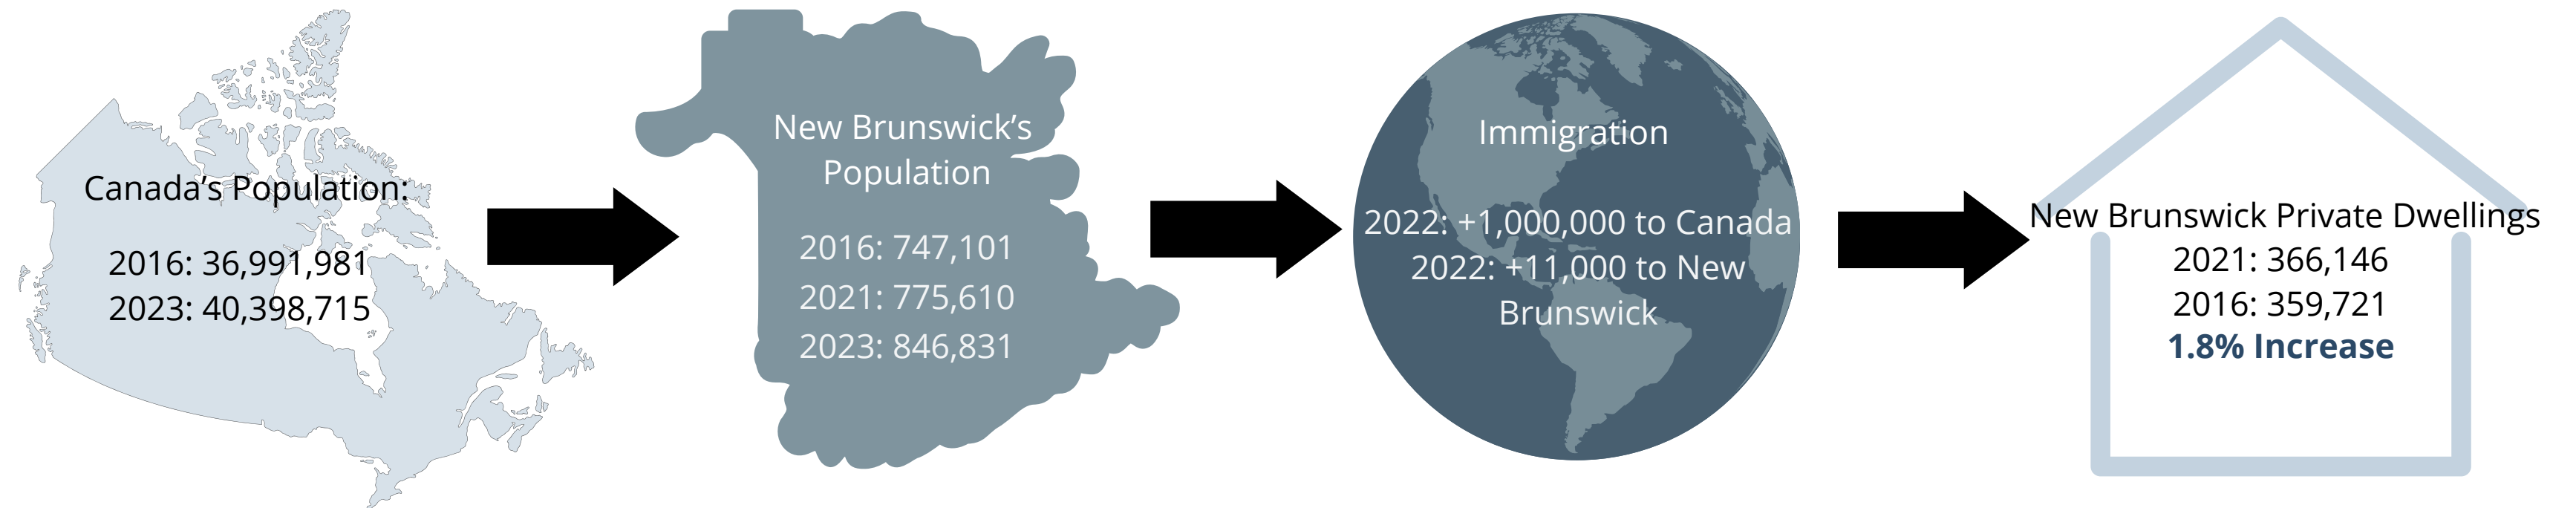 Canada's Population:
2016: 36,991,981
2023: 40,398,715
New Brunswick's
Population
2016: 747,101
2021: 775,610
2023: 846,831
Immigration
2022: +1,000,000 to Canada
2022: +11,000 to New
Brunswick
New Brunswick Private Dwellings
2021: 366,146
2016: 359,721
1.8% Increase